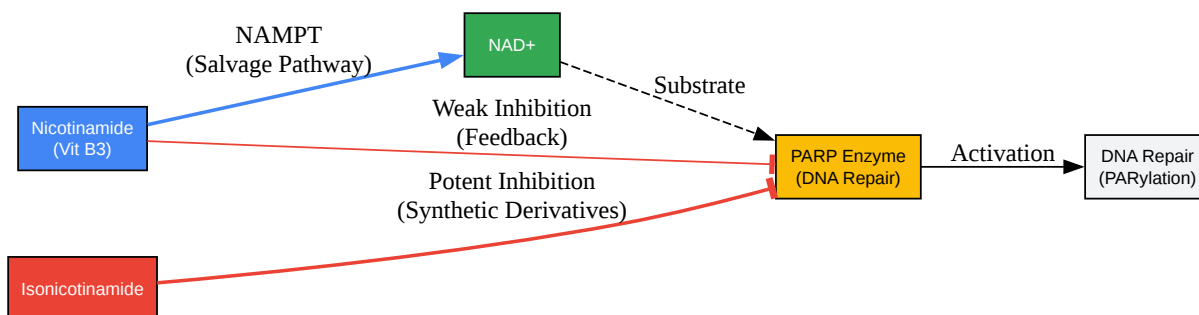 NAMPT
(Salvage Pathway)
NAD+
Substrate
Nicotinamide
(Vit B3)
Weak Inhibition
(Feedback)
PARP Enzyme
(DNA Repair)
Activation
DNA Repair
(PARylation)
Potent Inhibition
(Synthetic Derivatives)
Isonicotinamide